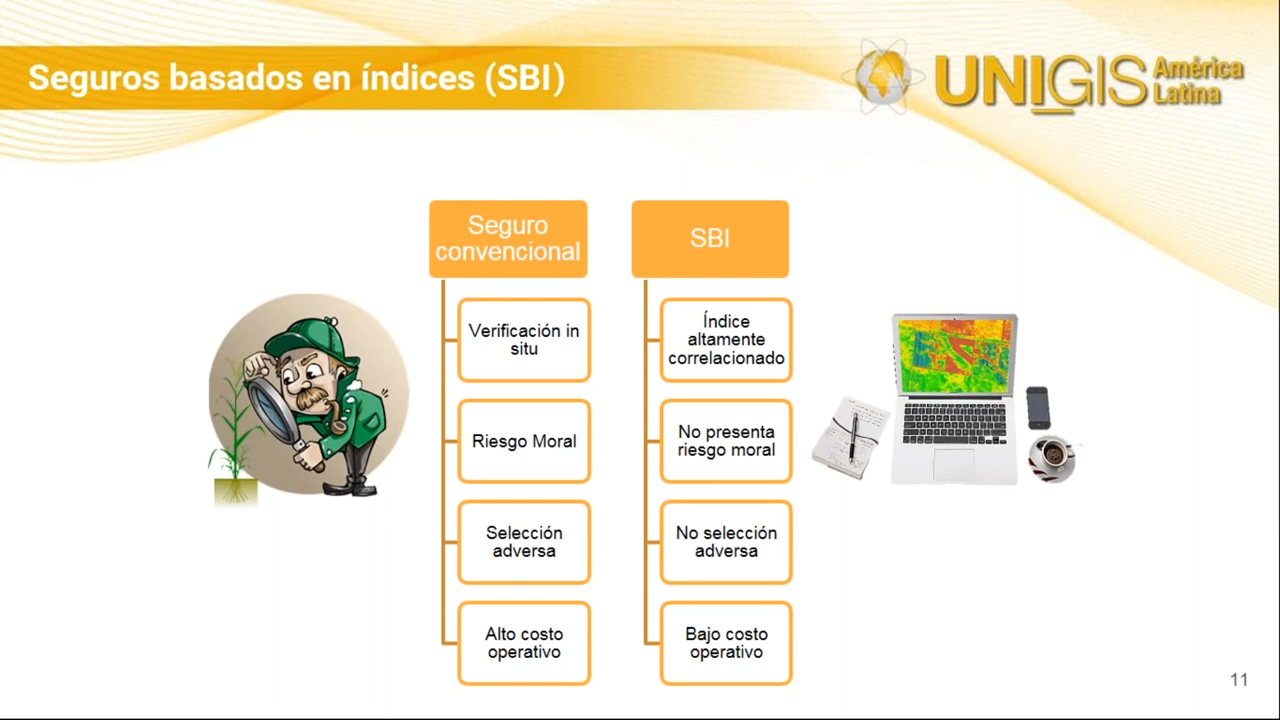 Seguros basados en índices (SBI)
UNIGIS América
Latina
Seguro
convencional
Verificación in
situ
Riesgo Moral
Selección
adversa
Alto costo
operativo
SBI
Índice
altamente
correlacionado
No presenta
riesgo moral
No selección
adversa
Bajo costo
operativo
11